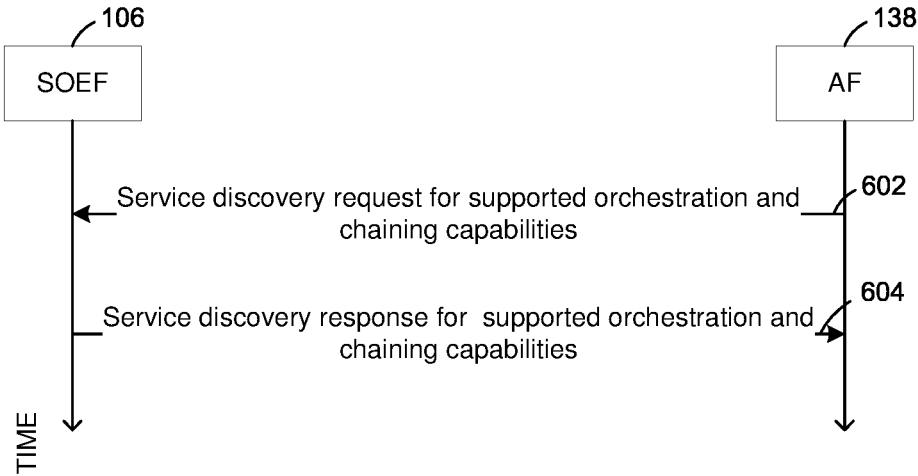 106
138
SOEF
AF
Service discovery request for supported orchestration and
chaining capabilities
602
Service discovery response for supported orchestration and
chaining capabilities
604
TIME